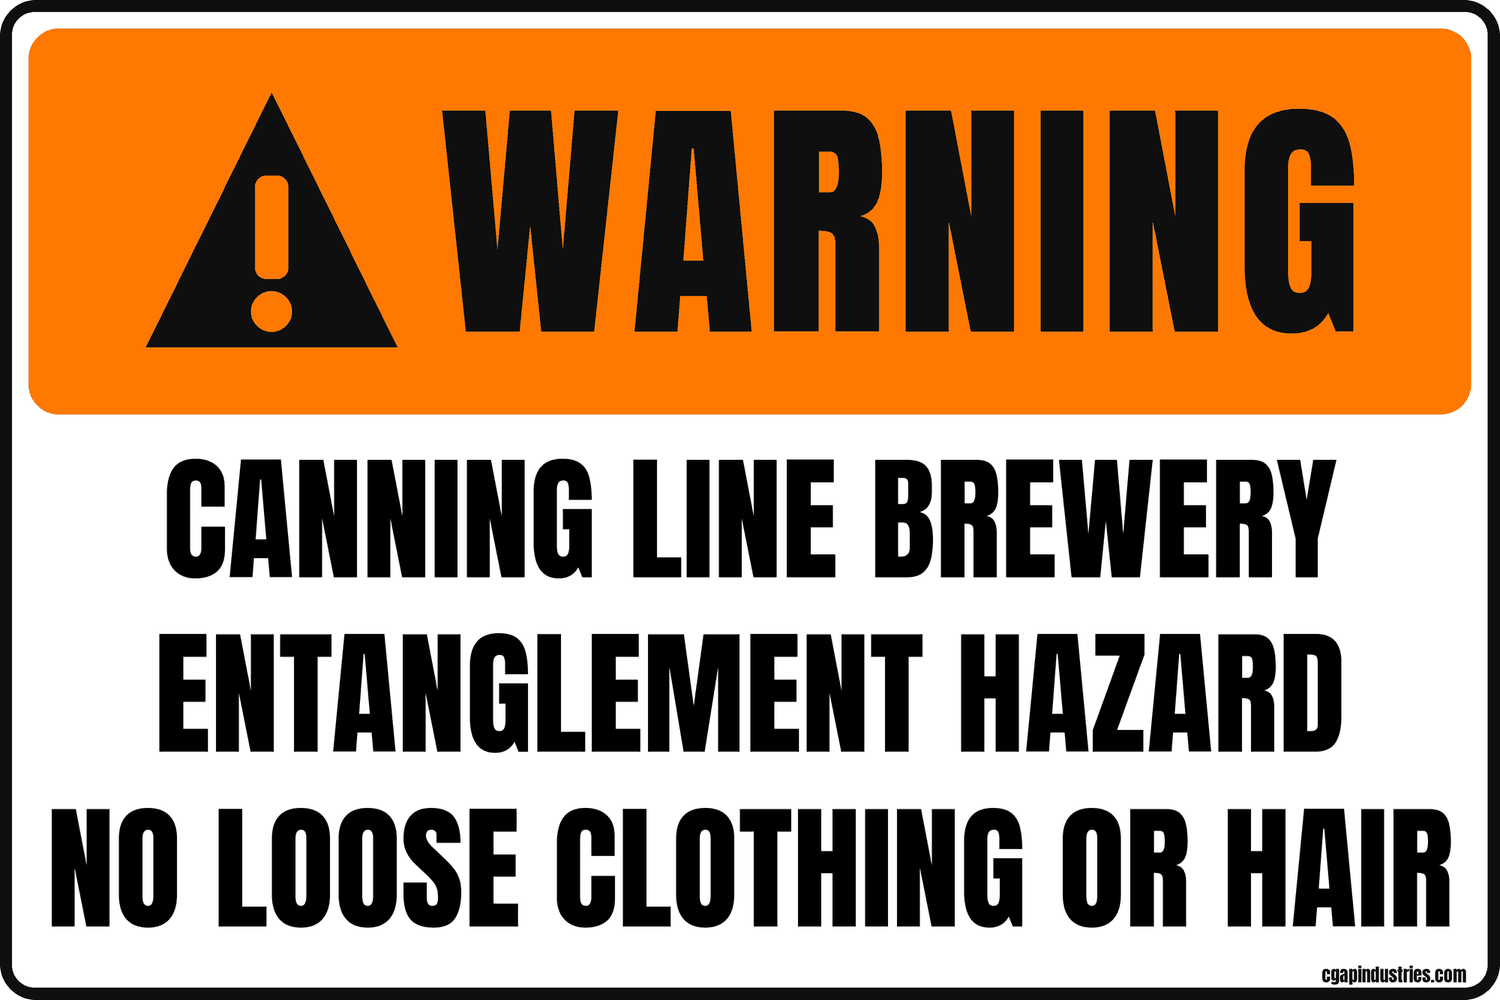 WARNING
CANNING LINE BREWERY
ENTANGLEMENT HAZARD
NO LOOSE CLOTHING OR HAIR
cgapindustries.com